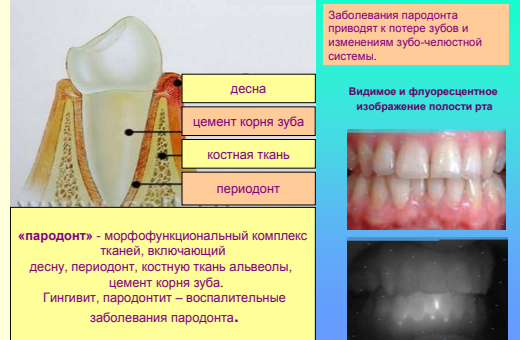 десна
цемент корня зуба
костная ткань
периодонт
«пародонт» - морфофункциональный комплекс
тканей, включающий
десну, периодонт, костную ткань альвеолы,
цемент корня зуба.
Гингивит, пародонтит – воспалительные
заболевания пародонта.
Заболевания пародонта
приводят к потере зубов и
изменениям зубо-челюстной
системы.
Видимое и флуоресцентное
изображение полости рта